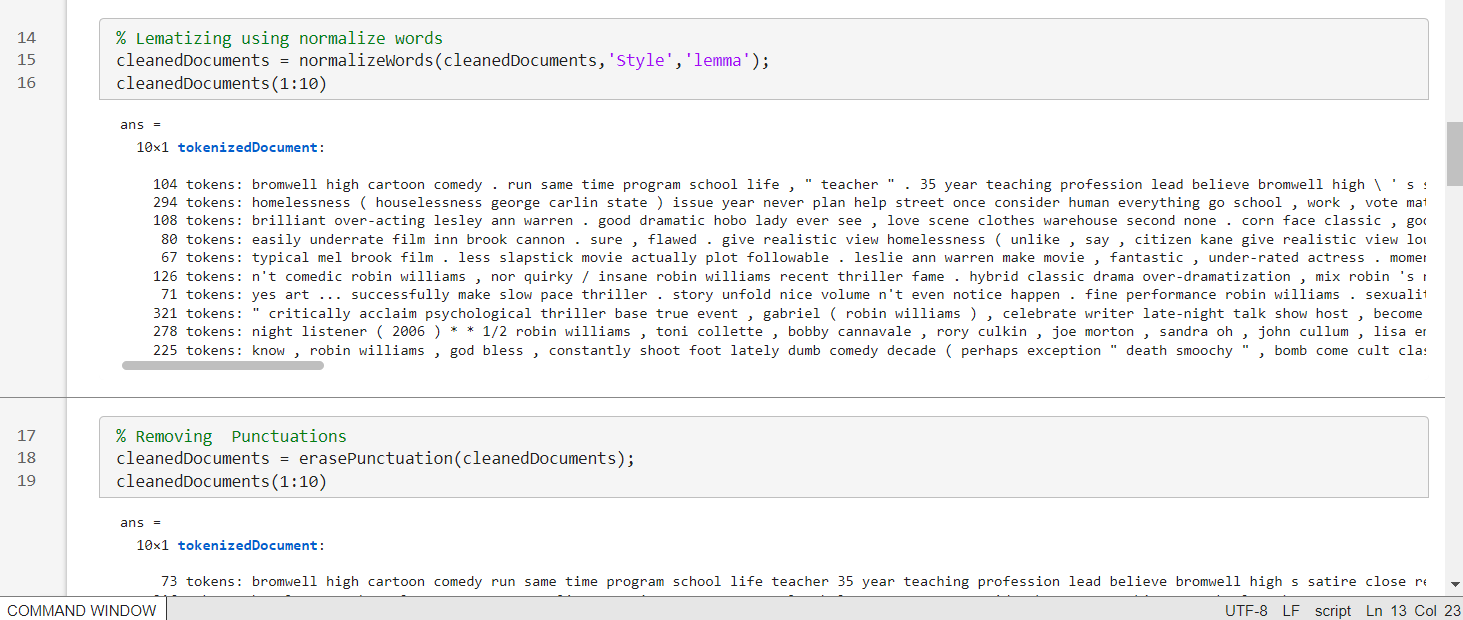 14 % Lematizing using normalize words
15 cleanedDocuments = normalizeWords(cleanedDocuments,'Style','lemma');
16 cleanedDocuments(1:10)
ans =
10×1 tokenizedDocument:
104 tokens: bromwell high cartoon comedy . run same time program school life , " teacher " . 35 year teaching profession lead believe bromwell high \ ' s
294 tokens: homelessness ( houselessness george carlin state ) issue year never plan help street once consider human everything go school , work , vote
108 tokens: brilliant over-acting lesley ann warren . good dramatic hobo lady ever see , love scene clothes warehouse second none . corn face classic ,
80 tokens: easily underrate film inn brook cannon . sure , flawed . give realistic view homelessness ( unlike , say , citizen kane give realistic view
67 tokens: typical mel brook film . less slapstick movie actually plot followable . leslie ann warren make movie , fantastic , under-rated actress .
126 tokens: n't comedic robin williams , nor quirky / insane robin williams recent thriller fame . hybrid classic drama over-dramatization , mix robin 's
71 tokens: yes art ... successfully make slow pace thriller . story unfold nice volume n't even notice happen . fine performance robin williams .
321 tokens: " critically acclaim psychological thriller base true event , gabriel ( robin williams ) , celebrate writer late-night talk show host , become
278 tokens: night listener ( 2006 ) * * 1/2 robin williams , toni collette , bobby cannavale , rory culkin , joe morton , sandra oh , john cullum , lisa
225 tokens: know , robin williams , god bless , constantly shoot foot lately dumb comedy decade ( perhaps exception " death smoochy " , bomb come cult
17 % Removing  Punctuations
18 cleanedDocuments = erasePunctuation(cleanedDocuments);
19 cleanedDocuments(1:10)
ans =
10×1 tokenizedDocument:
73 tokens: bromwell high cartoon comedy run same time program school life teacher 35 year teaching profession lead believe bromwell high s satire close
COMMAND WINDOW UTF-8 LF script Ln 13 Col 23